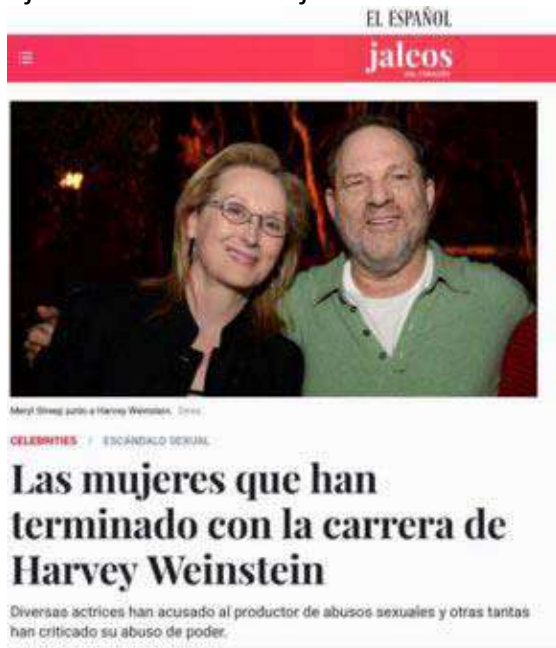 EL ESPAÑOL
jaleos
Meryl Streep junto a Harvey Weinstein.
CELEBRITIES / ESCÁNDALO SEXUAL
Las mujeres que han
terminado con la carrera de
Harvey Weinstein
Diversas actrices han acusado al productor de abusos sexuales y otras tantas
han criticado su abuso de poder.